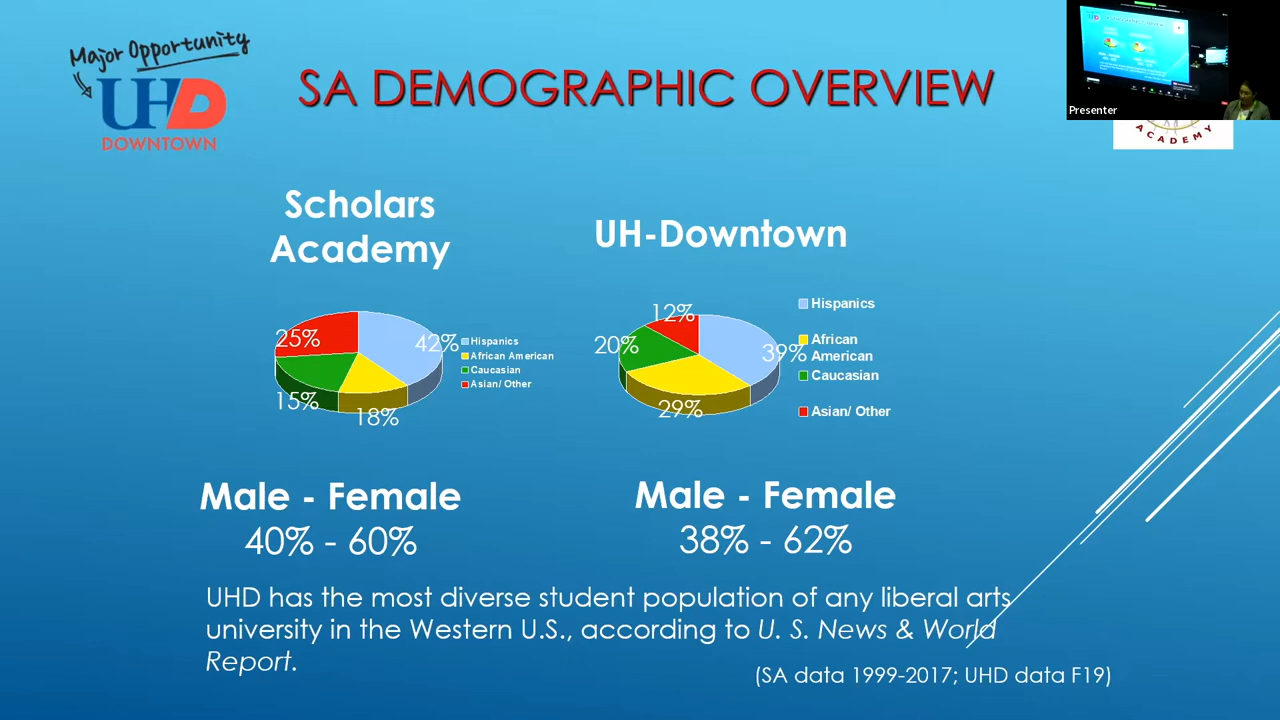 Major Opportunity
UHD
DOWNTOWN
SA DEMOGRAPHIC OVERVIEW
Presenter
ACADEMY
Scholars
Academy
UH-Downtown
25%
42%
15%
18%
Hispanics
African American
Caucasian
Asian/ Other
12%
20%
39%
29%
Hispanics
African
American
Caucasian
Asian/ Other
Male - Female
40% - 60%
Male - Female
38% - 62%
UHD has the most diverse student population of any liberal arts
university in the Western U.S., according to U. S. News & World
Report.
(SA data 1999-2017; UHD data F19)